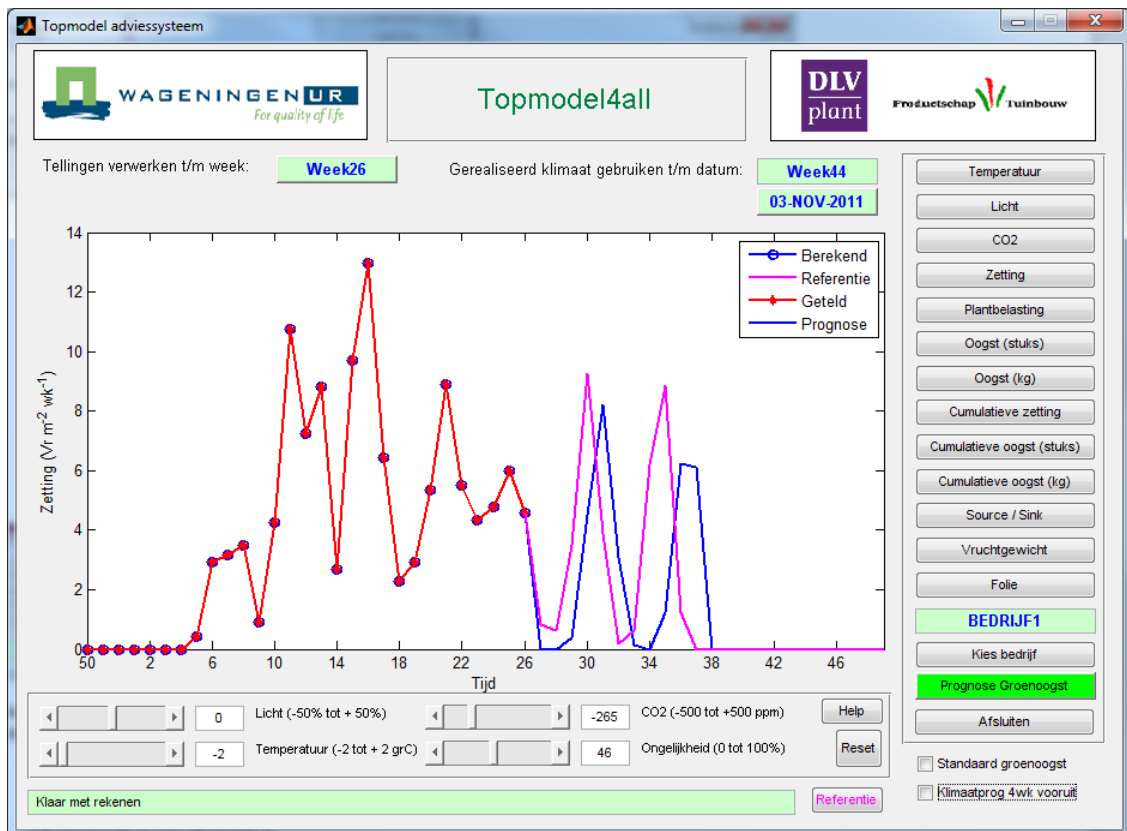 Topmodel adviessysteem
WAGENINGEN UR
For quality of life
Topmodel4all
DLV
plant
Productschap Tuinbouw
Tellingen verwerken t/m week:
Week26
Gerealiseerd klimaat gebruiken t/m datum:
Week44
03-NOV-2011
Zetting (Vr m-2 wk-1)
14
12
10
8
6
4
2
0
50 2 6 10 14 18 22 26 30 34 38 42 46
Tijd
Berekend
Referentie
Geteld
Prognose
Temperatuur
Licht
CO2
Zetting
Plantbelasting
Oogst (stuks)
Oogst (kg)
Cumulatieve zetting
Cumulatieve oogst (stuks)
Cumulatieve oogst (kg)
Source / Sink
Vruchtgewicht
Folie
BEDRIJF1
Kies bedrijf
Prognose Groenoogst
Afsluiten
Standaard groenoogst
Klimaatprog 4wk vooruit
0 Licht (-50% tot + 50%)
-265 CO2 (-500 tot +500 ppm)
Help
-2 Temperatuur (-2 tot + 2 grC)
46 Ongelijkheid (0 tot 100%)
Reset
Klaar met rekenen
Referentie